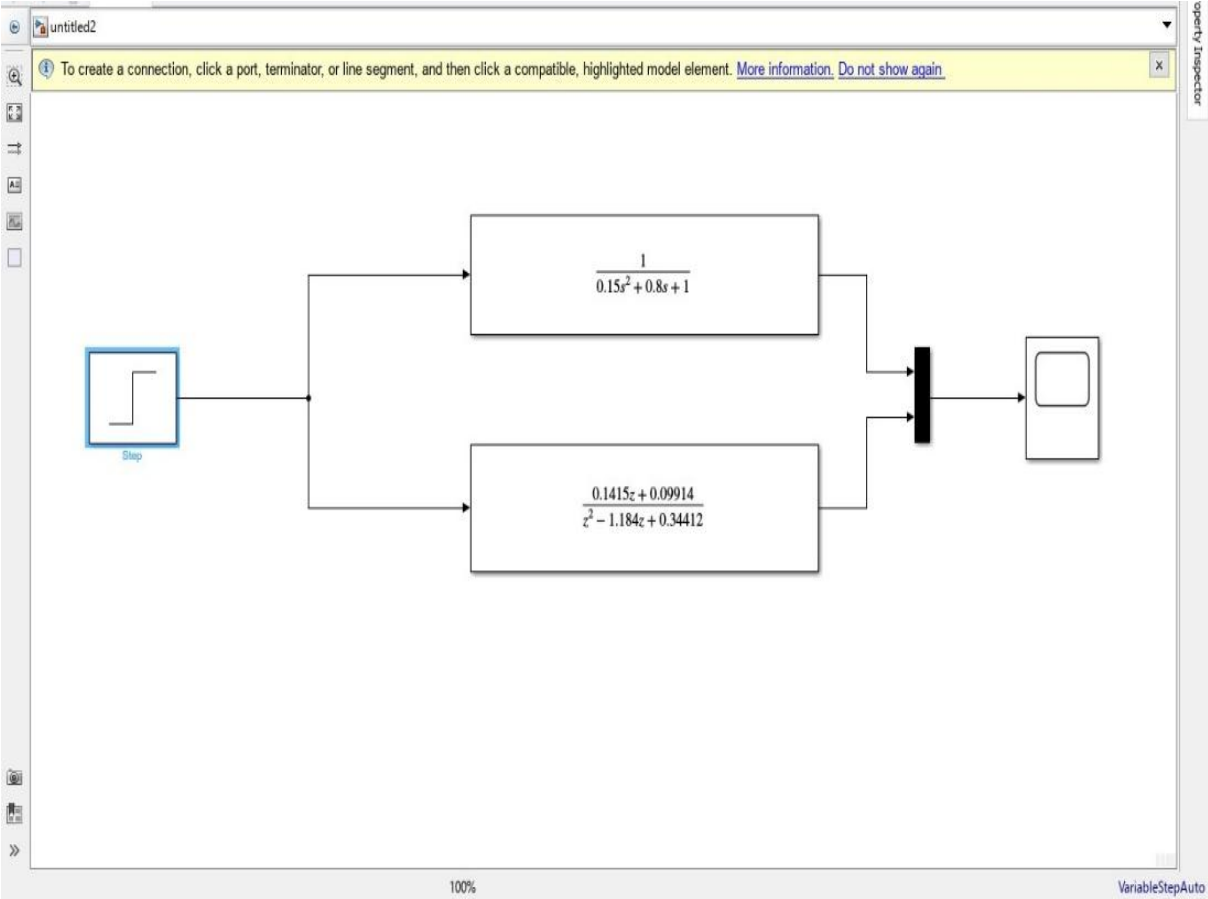 untitled2
To create a connection, click a port, terminator, or line segment, and then click a compatible, highlighted model element. More information. Do not show again
x
Inspector
1
0.15s² + 0.8s + 1
Step
0.1415z + 0.09914
z² − 1.184z + 0.34412
100%
VariableStepAuto